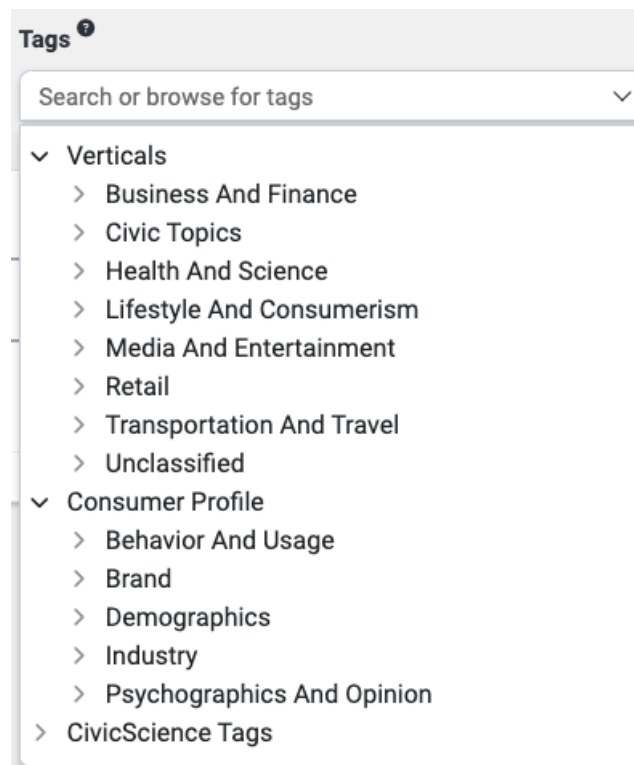 Tags ?
Search or browse for tags
Verticals
Business And Finance
Civic Topics
Health And Science
Lifestyle And Consumerism
Media And Entertainment
Retail
Transportation And Travel
Unclassified
Consumer Profile
Behavior And Usage
Brand
Demographics
Industry
Psychographics And Opinion
CivicScience Tags